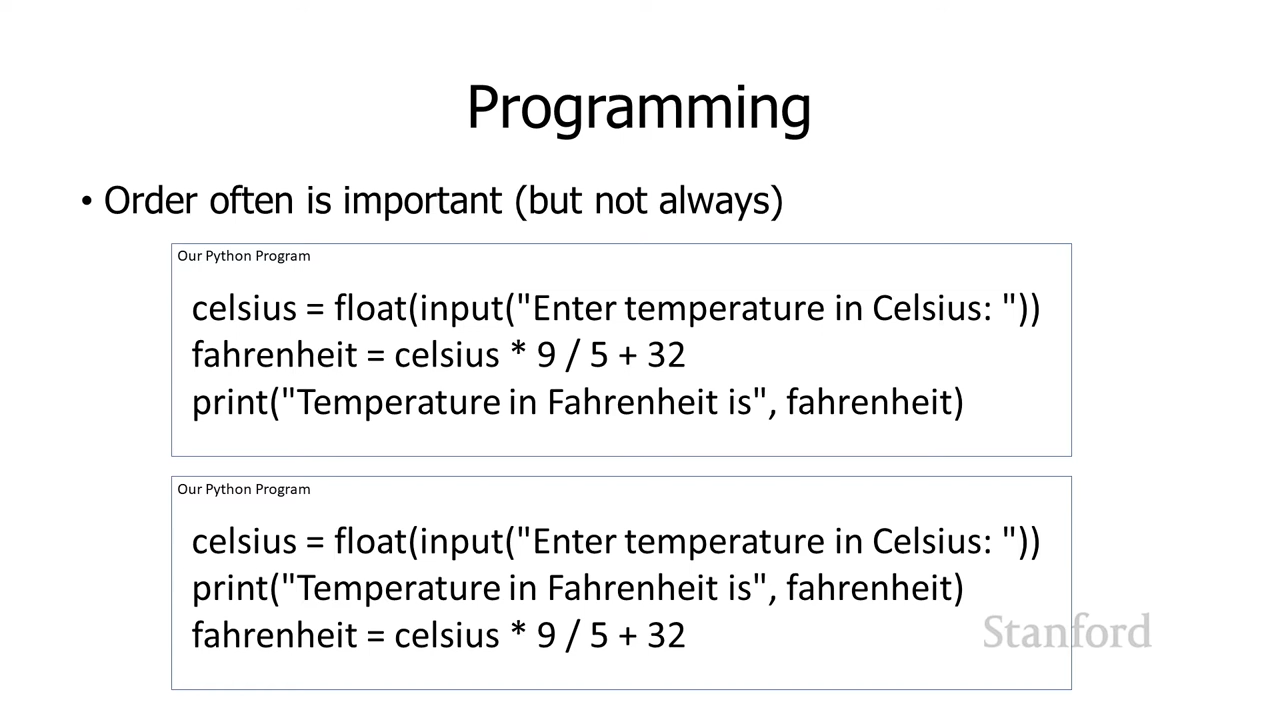 Programming
• Order often is important (but not always)
Our Python Program
celsius = float(input("Enter temperature in Celsius: "))
fahrenheit = celsius * 9 / 5 + 32
print("Temperature in Fahrenheit is", fahrenheit)
Our Python Program
celsius = float(input("Enter temperature in Celsius: "))
print("Temperature in Fahrenheit is", fahrenheit)
fahrenheit = celsius * 9 / 5 + 32
Stanford